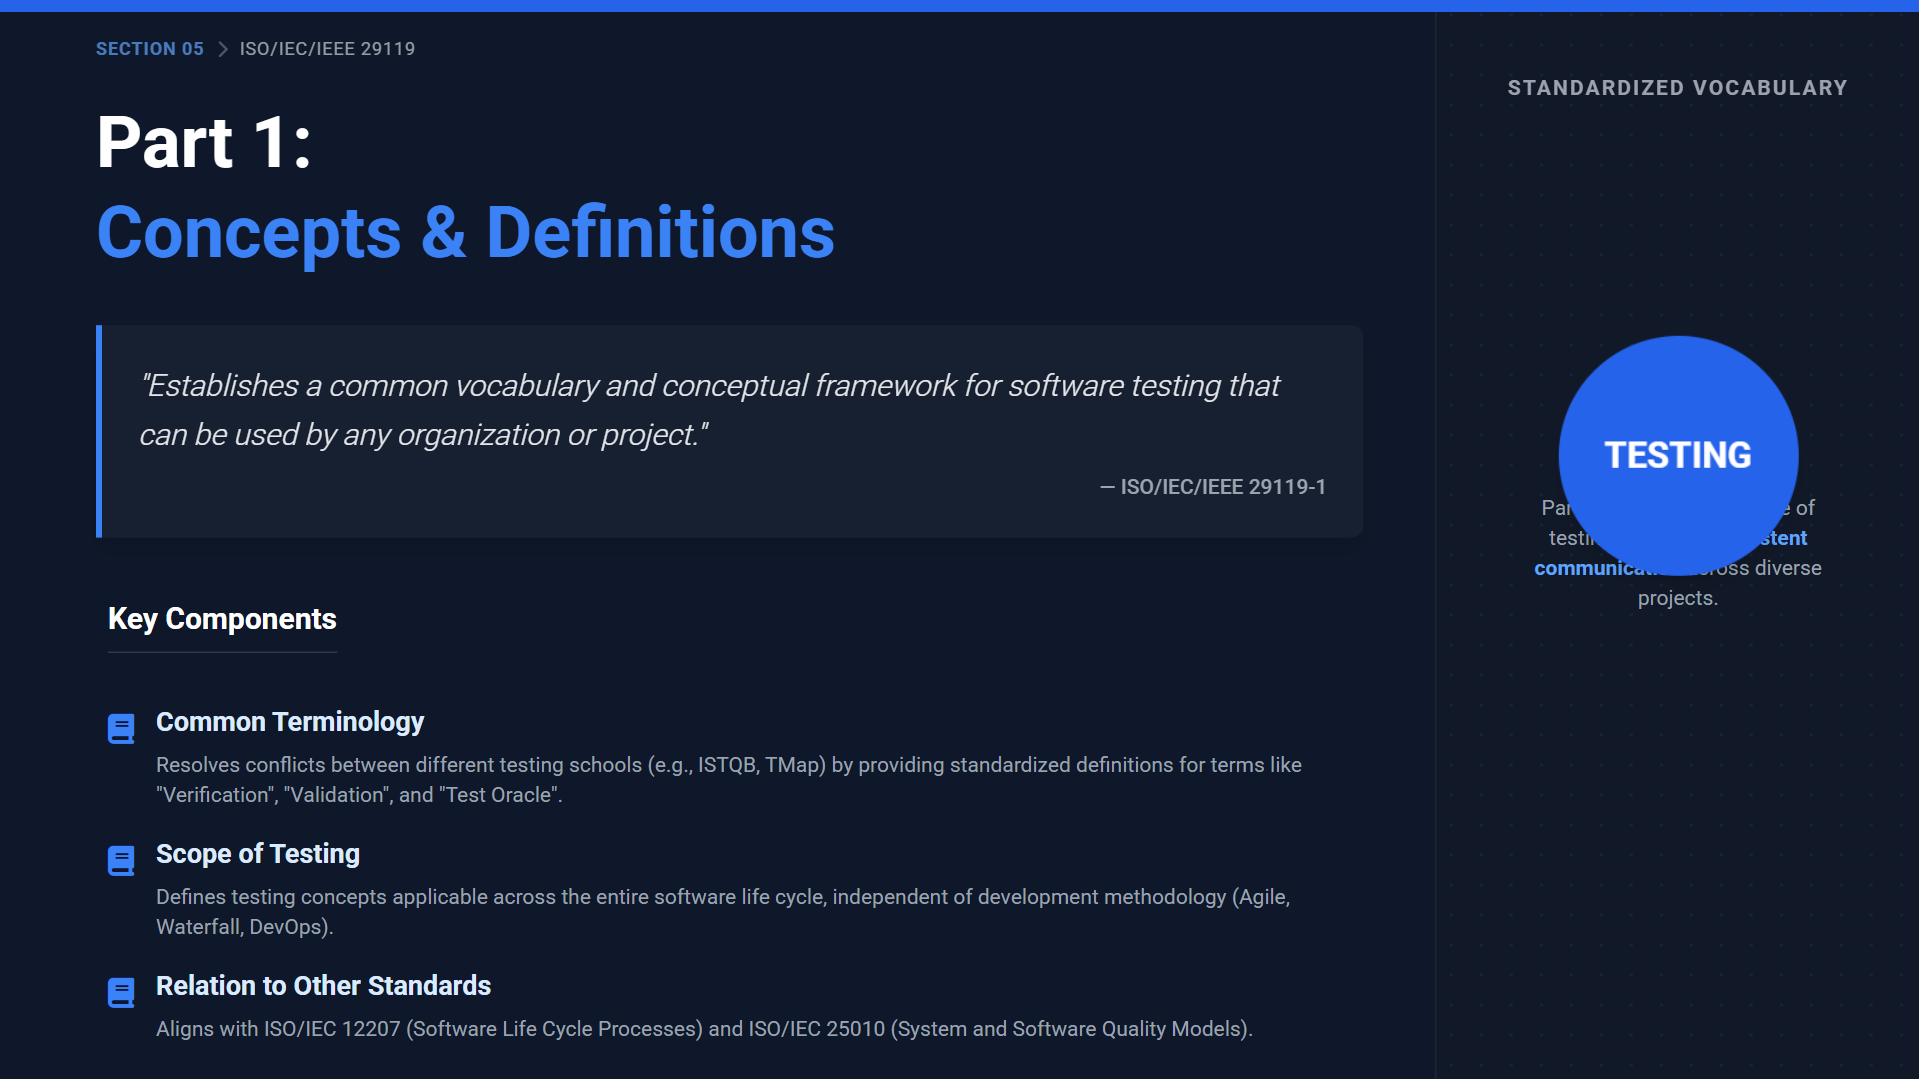 SECTION 05 > ISO/IEC/IEEE 29119
Part 1:
Concepts & Definitions
"Establishes a common vocabulary and conceptual framework for software testing that
can be used by any organization or project."
— ISO/IEC/IEEE 29119-1
Key Components
Common Terminology
Resolves conflicts between different testing schools (e.g., ISTQB, TMap) by providing standardized definitions for terms like
"Verification", "Validation", and "Test Oracle".
Scope of Testing
Defines testing concepts applicable across the entire software life cycle, independent of development methodology (Agile,
Waterfall, DevOps).
Relation to Other Standards
Aligns with ISO/IEC 12207 (Software Life Cycle Processes) and ISO/IEC 25010 (System and Software Quality Models).
STANDARDIZED VOCABULARY
TESTING
of
diverse
projects.